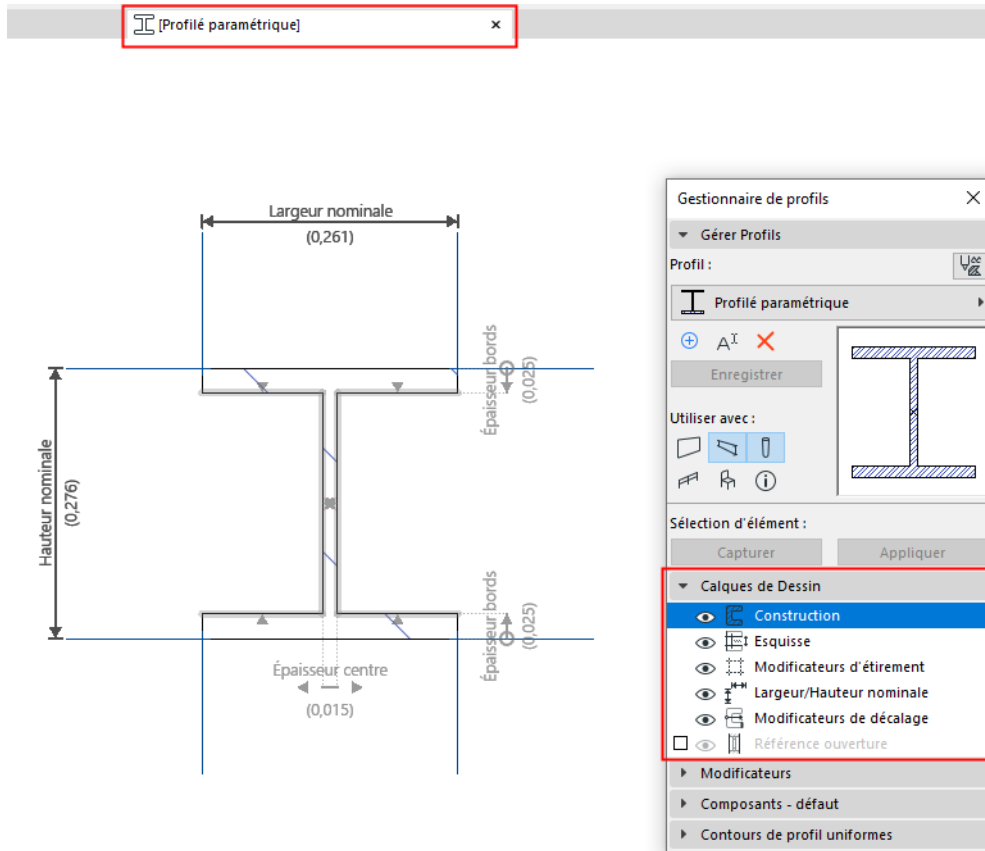 [Profilé paramétrique]
Largeur nominale
(0,261)
Hauteur nominale
(0,276)
Épaisseur bords
(0,025)
Épaisseur bords
(0,025)
Épaisseur centre
(0,015)
Gestionnaire de profils
Gérer Profils
Profil :
Profilé paramétrique
Enregistrer
Utiliser avec :
Sélection d'élément :
Capturer Appliquer
Calques de Dessin
Construction
Esquisse
Modificateurs d'étirement
Largeur/Hauteur nominale
Modificateurs de décalage
Référence ouverture
Modificateurs
Composants - défaut
Contours de profil uniformes